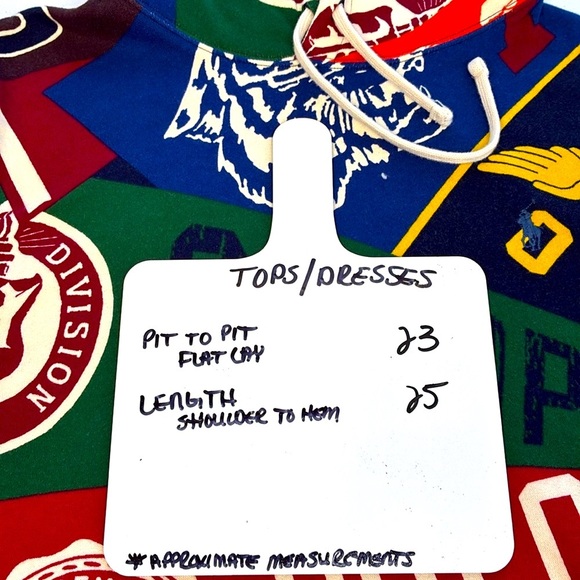 TOPS/DRESSES
PIT TO PIT 23
FLAT LAY
LENGTH 25
SHOULDER TO HEM
* APPROXIMATE MEASUREMENTS
DIVISION